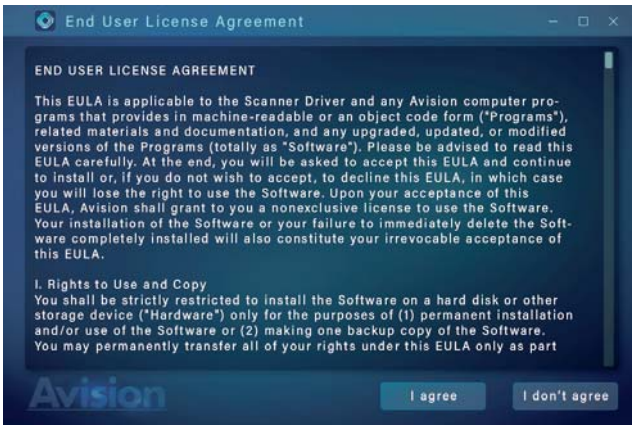 End User License Agreement
END USER LICENSE AGREEMENT
This EULA is applicable to the Scanner Driver and any Avision computer pro-
grams that provides in machine-readable or an object code form ("Programs"),
related materials and documentation, and any upgraded, updated, or modified
versions of the Programs (totally as "Software"). Please be advised to read this
EULA carefully. At the end, you will be asked to accept this EULA and continue
to install or, if you do not wish to accept, to decline this EULA, in which case
you will lose the right to use the Software. Upon your acceptance of this
EULA, Avision shall grant to you a nonexclusive license to use the Software.
Your installation of the Software or your failure to immediately delete the Soft-
ware completely installed will also constitute your irrevocable acceptance of
this EULA.
I. Rights to Use and Copy
You shall be strictly restricted to install the Software on a hard disk or other
storage device ("Hardware") only for the purposes of (1) permanent installation
and/or use of the Software or (2) making one backup copy of the Software.
You may permanently transfer all of your rights under this EULA only as part
Avision
I agree
I don't agree